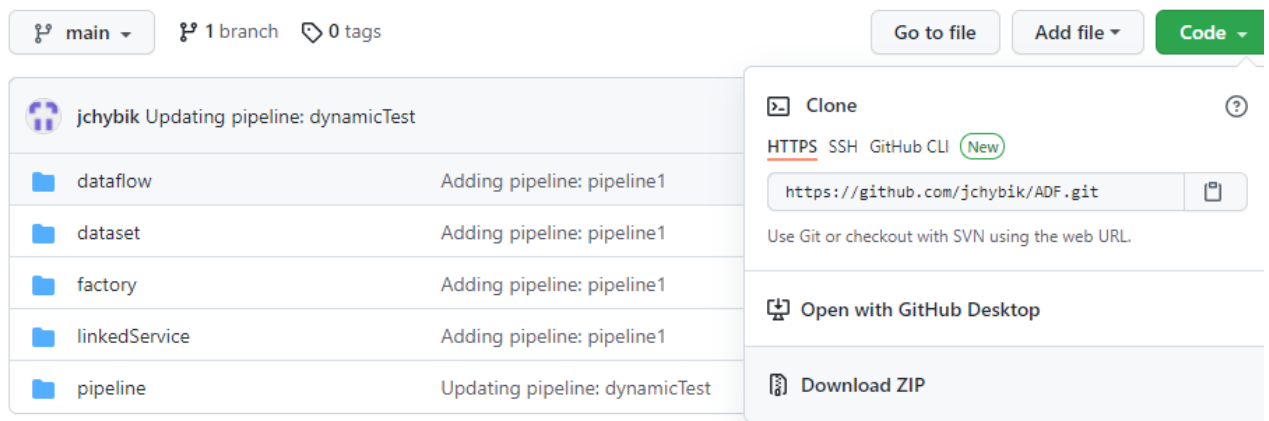 main 1 branch 0 tags Go to file Add file Code
jchybik Updating pipeline: dynamicTest
dataflow Adding pipeline: pipeline1
dataset Adding pipeline: pipeline1
factory Adding pipeline: pipeline1
linkedService Adding pipeline: pipeline1
pipeline Updating pipeline: dynamicTest
Clone
HTTPS SSH GitHub CLI New
https://github.com/jchybik/ADF.git
Use Git or checkout with SVN using the web URL.
Open with GitHub Desktop
Download ZIP